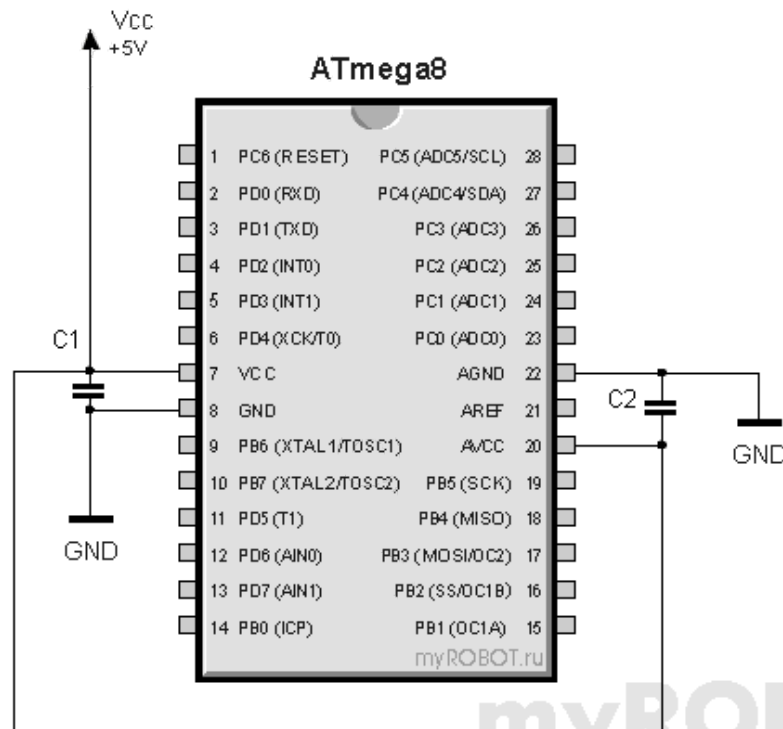 Vcc
+5V
ATmega8
1 PC6 (RESET) PC5 (ADC5/SCL) 28
2 PD0 (RXD) PC4 (ADC4/SDA) 27
3 PD1 (TXD) PC3 (ADC3) 26
4 PD2 (INT0) PC2 (ADC2) 25
5 PD3 (INT1) PC1 (ADC1) 24
C1
6 PD4 (XCK/T0) PC0 (ADC0) 23
7 VCC AGND 22
C2
8 GND AREF 21
9 PB6 (XTAL1/TOSC1) AVCC 20
GND
10 PB7 (XTAL2/TOSC2) PB5 (SCK) 19
11 PD5 (T1) PB4 (MISO) 18
GND
12 PD6 (AIN0) PB3 (MOSI/OC2) 17
13 PD7 (AIN1) PB2 (SS/OC1B) 16
14 PB0 (ICP) PB1 (OC1A) 15
myROBOT.ru